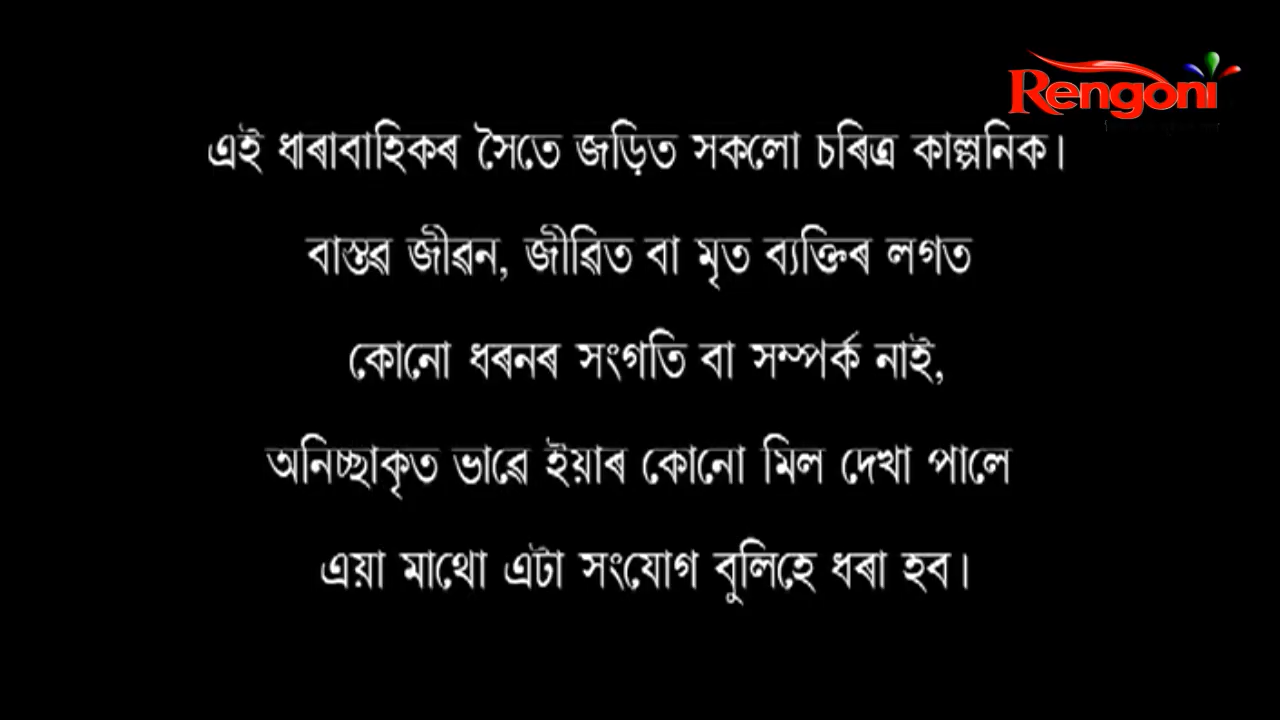 Rengoni
এই ধাৰাবাহিকৰ সৈতে জড়িত সকলো চৰিত্ৰ কাল্পনিক।
বাস্তৱ জীৱন, জীৱিত বা মৃত ব্যক্তিৰ লগত
কোনো ধৰনৰ সংগতি বা সম্পৰ্ক নাই,
অনিচ্ছাকৃত ভাৱে ইয়াৰ কোনো মিল দেখা পালে
এয়া মাথো এটা সংযোগ বুলিহে ধৰা হব।